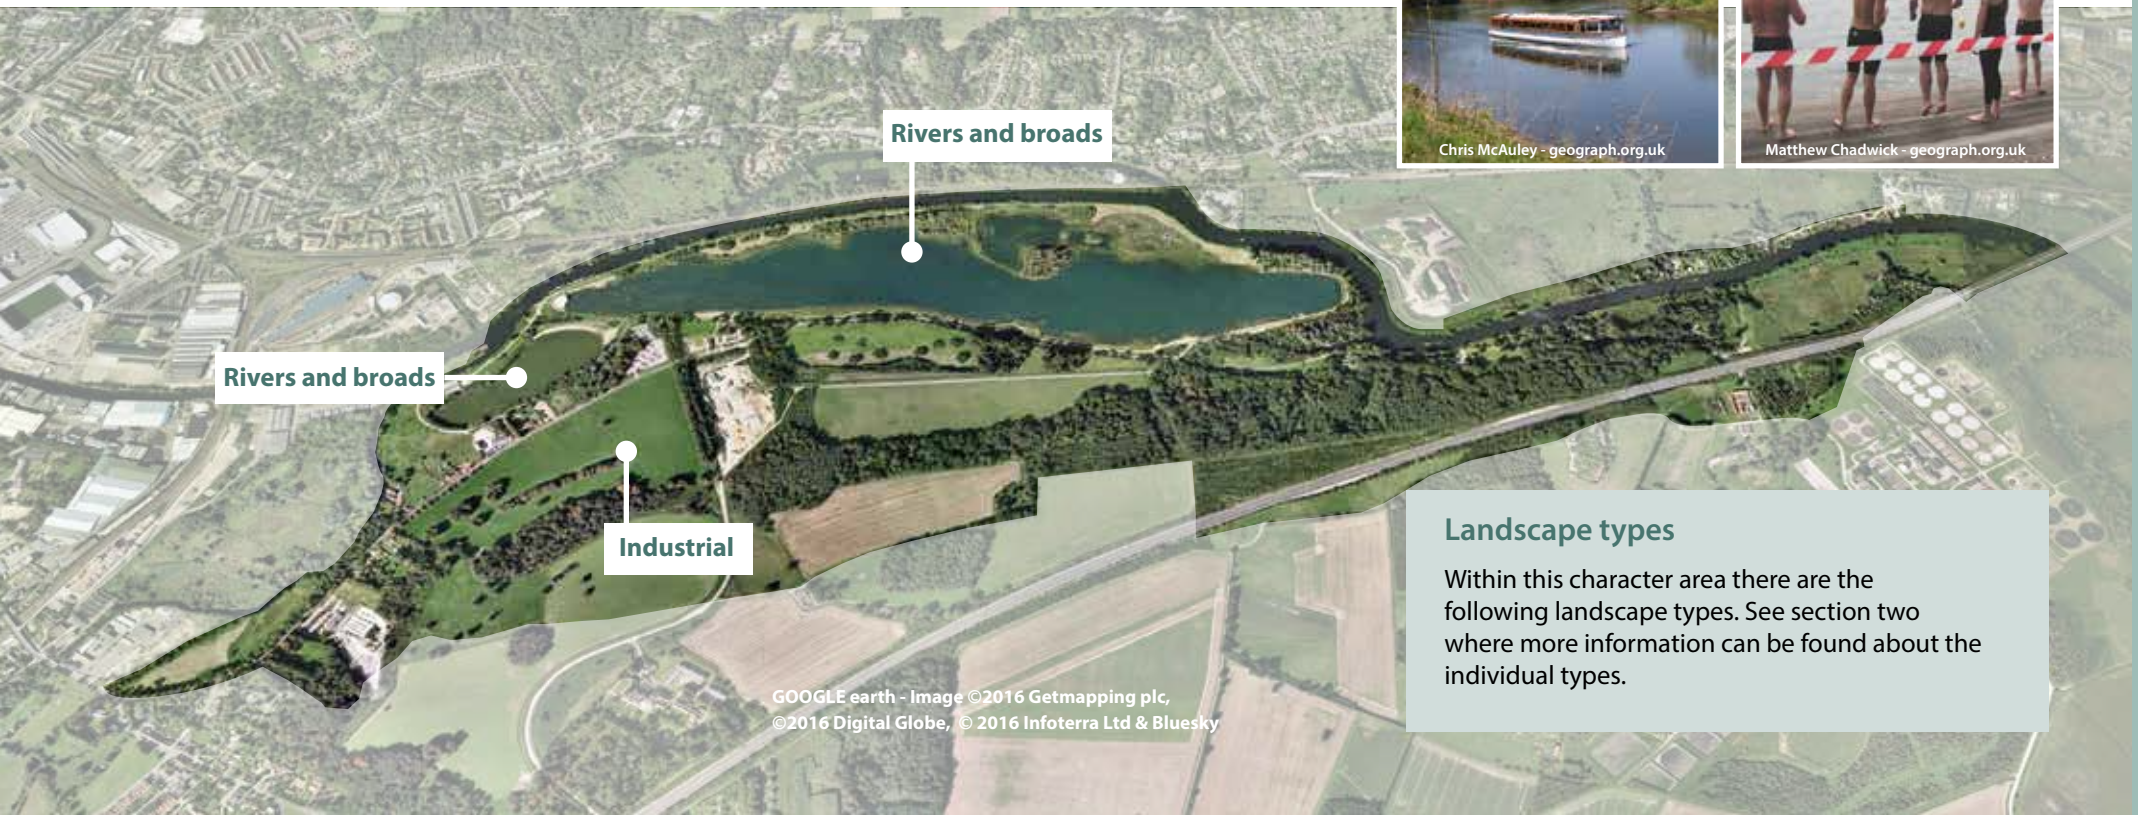 Chris McAuley - geograph.org.uk
Matthew Chadwick - geograph.org.uk
Rivers and broads
Rivers and broads
Industrial
Landscape types
Within this character area there are the
following landscape types. See section two
where more information can be found about the
individual types.
GOOGLE earth - Image ©2016 Getmapping plc,
©2016 Digital Globe, © 2016 Infoterra Ltd & Bluesky